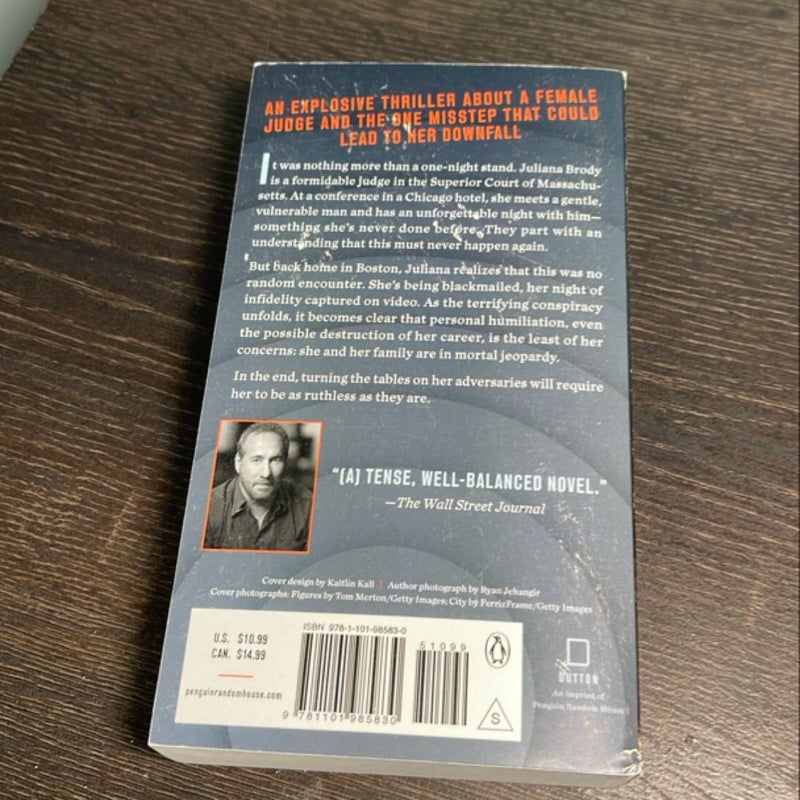 AN EXPLOSIVE THRILLER ABOUT A FEMALE
JUDGE AND THE ONE MISSTEP THAT COULD
LEAD TO HER DOWNFALL
It was nothing more than a one-night stand. Juliana Brody
is a formidable judge in the Superior Court of Massachu-
setts. At a conference in a Chicago hotel, she meets a gentle,
vulnerable man and has an unforgettable night with him—
something she's never done before. They part with an
understanding that this must never happen again.
But back home in Boston, Juliana realizes that this was no
random encounter. She's being blackmailed, her night of
infidelity captured on video. As the terrifying conspiracy
unfolds, it becomes clear that personal humiliation, even
the possible destruction of her career, is the least of her
concerns: she and her family are in mortal jeopardy.
In the end, turning the tables on her adversaries will require
her to be as ruthless as they are.
"[A] TENSE, WELL-BALANCED NOVEL."
—The Wall Street Journal
Cover design by Kaitlin Kall | Author photograph by Ryan Jehangir
Cover photographs: Figures by Tom Merton/Getty Images; City by FerrizFrame/Getty Images
U.S. $10.99
CAN. $14.99
penguinrandomhouse.com
ISBN 978-1-101-98583-0
51099
9 781101 985830
S
DUTTON
An imprint of
Penguin Random House